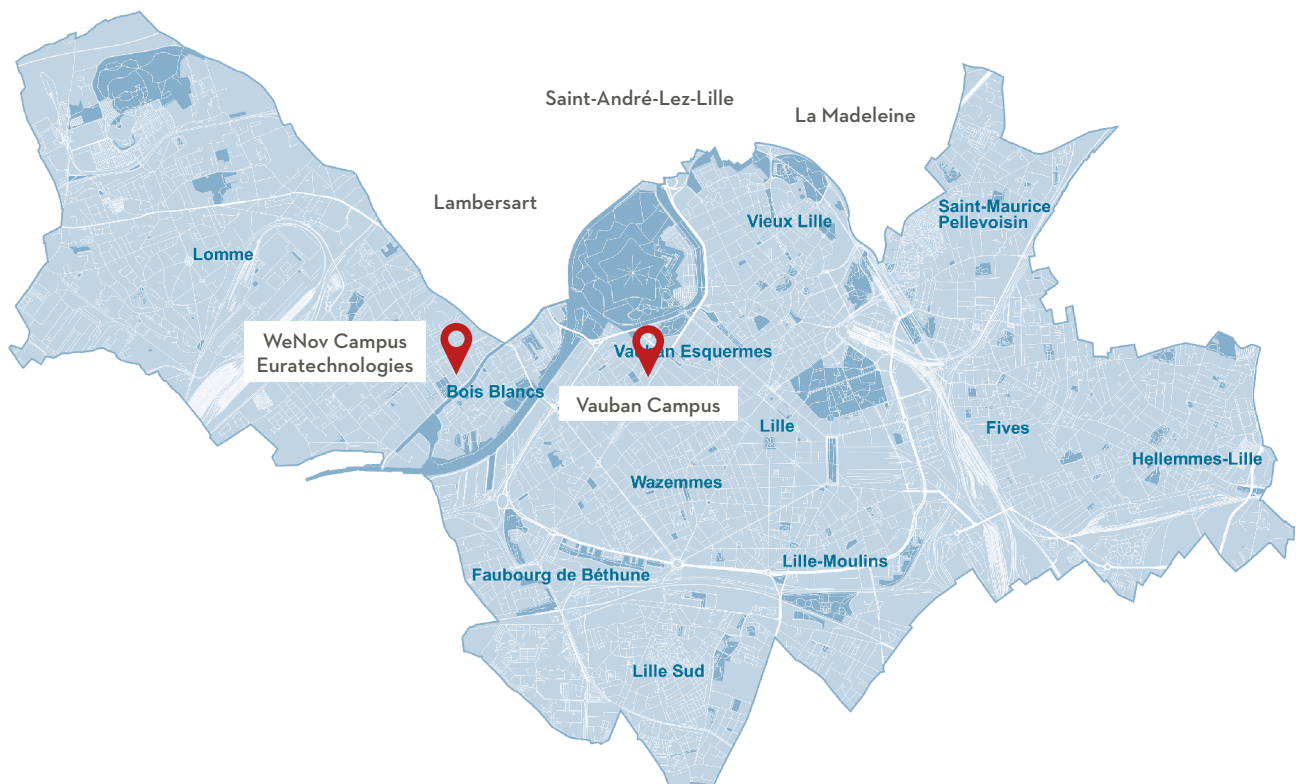 Saint-André-Lez-Lille
La Madeleine
Lambersart
Saint-Maurice
Pellevoisin
Vieux Lille
Lomme
WeNov Campus
Euratechnologies
Vauban Esquermes
Bois Blancs
Vauban Campus
Lille
Fives
Hellemmes-Lille
Wazemmes
Lille-Moulins
Faubourg de Béthune
Lille Sud